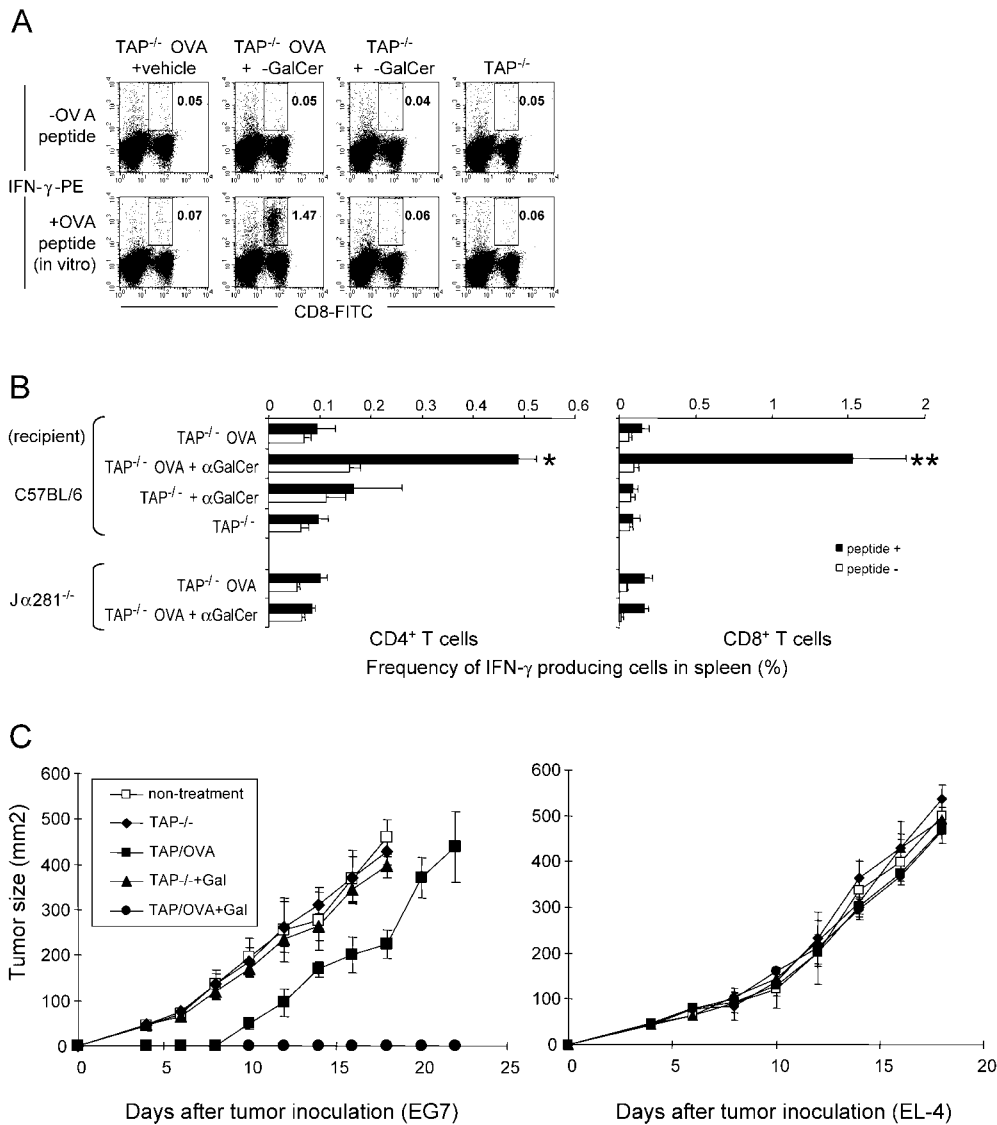 A
TAP-/- OVA +vehicle
TAP-/- OVA + -GalCer
TAP-/- + -GalCer
TAP-/-
-OV A peptide
0.05
0.05
0.04
0.05
IFN-γ-PE
+OVA peptide (in vitro)
0.07
1.47
0.06
0.06
CD8-FITC
B
0 0.1 0.2 0.3 0.4 0.5 0.6
0 0.5 1 1.5 2
(recipient)
C57BL/6
TAP-/- OVA
TAP-/- OVA + αGalCer
*
**
TAP-/- + αGalCer
TAP-/-
peptide +
peptide -
Jα281-/-
TAP-/- OVA
TAP-/- OVA + αGalCer
CD4+ T cells
CD8+ T cells
Frequency of IFN-γ producing cells in spleen (%)
C
Tumor size (mm2)
600
500
400
300
200
100
0
non-treatment
TAP-/-
TAP/OVA
TAP-/-+Gal
TAP/OVA+Gal
0 5 10 15 20 25
Days after tumor inoculation (EG7)
600
500
400
300
200
100
0
0 5 10 15 20
Days after tumor inoculation (EL-4)